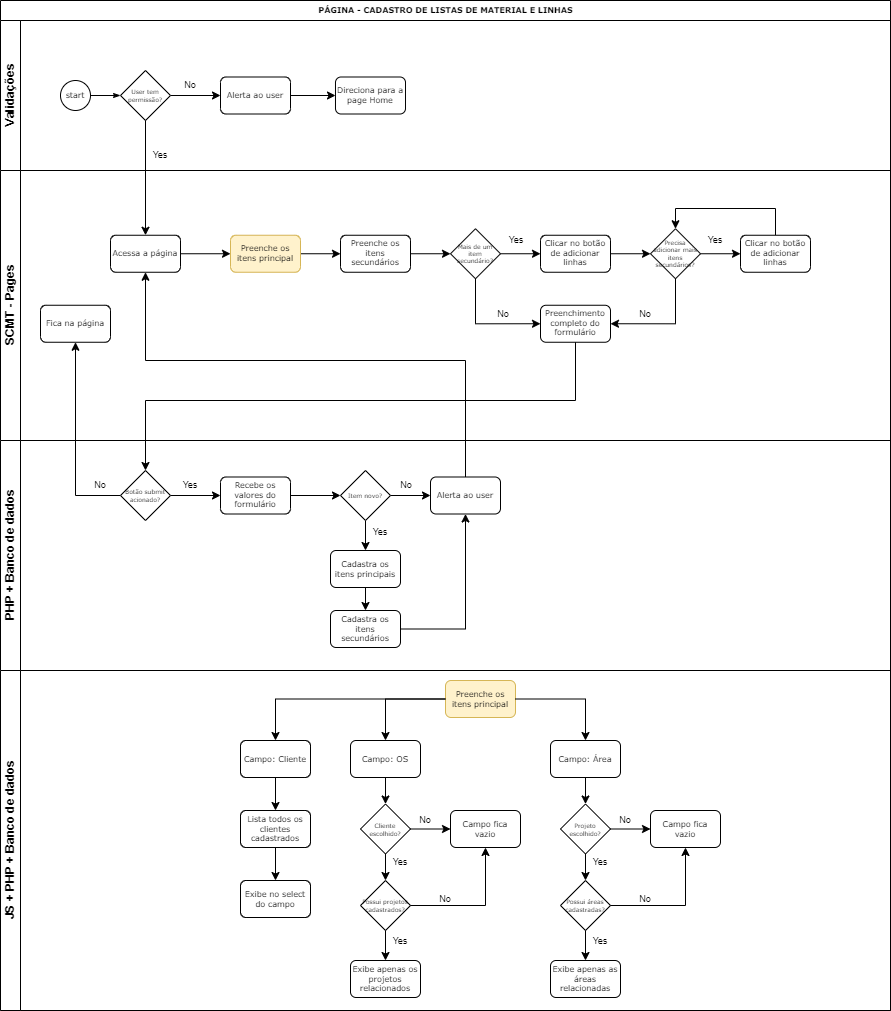 PÁGINA - CADASTRO DE LISTAS DE MATERIAL E LINHAS
Validações
start
User tem
permissão?
No
Alerta ao user
Direciona para a
page Home
Yes
SCMT - Pages
Acessa a página
Preenche os
itens principal
Preenche os
itens
secundários
Mais de um
item
secundário?
Yes
Clicar no botão
de adicionar
linhas
Precisa
adicionar mais
itens
secundários?
Yes
Clicar no botão
de adicionar
linhas
Fica na página
No
Preenchimento
completo do
formulário
No
PHP + Banco de dados
No
Botão submit
acionado?
Yes
Recebe os
valores do
formulário
Item novo?
No
Alerta ao user
Yes
Cadastra os
itens principais
Cadastra os
itens
secundários
JS + PHP + Banco de dados
Preenche os
itens principal
Campo: Cliente
Campo: OS
Campo: Área
Lista todos os
clientes
cadastrados
Cliente
escolhido?
No
Campo fica
vazio
Projeto
escolhido?
No
Campo fica
vazio
Yes
Yes
Exibe no select
do campo
Possui projetos
cadastrados?
No
Possui áreas
cadastradas?
No
Yes
Yes
Exibe apenas os
projetos
relacionados
Exibe apenas as
áreas
relacionadas